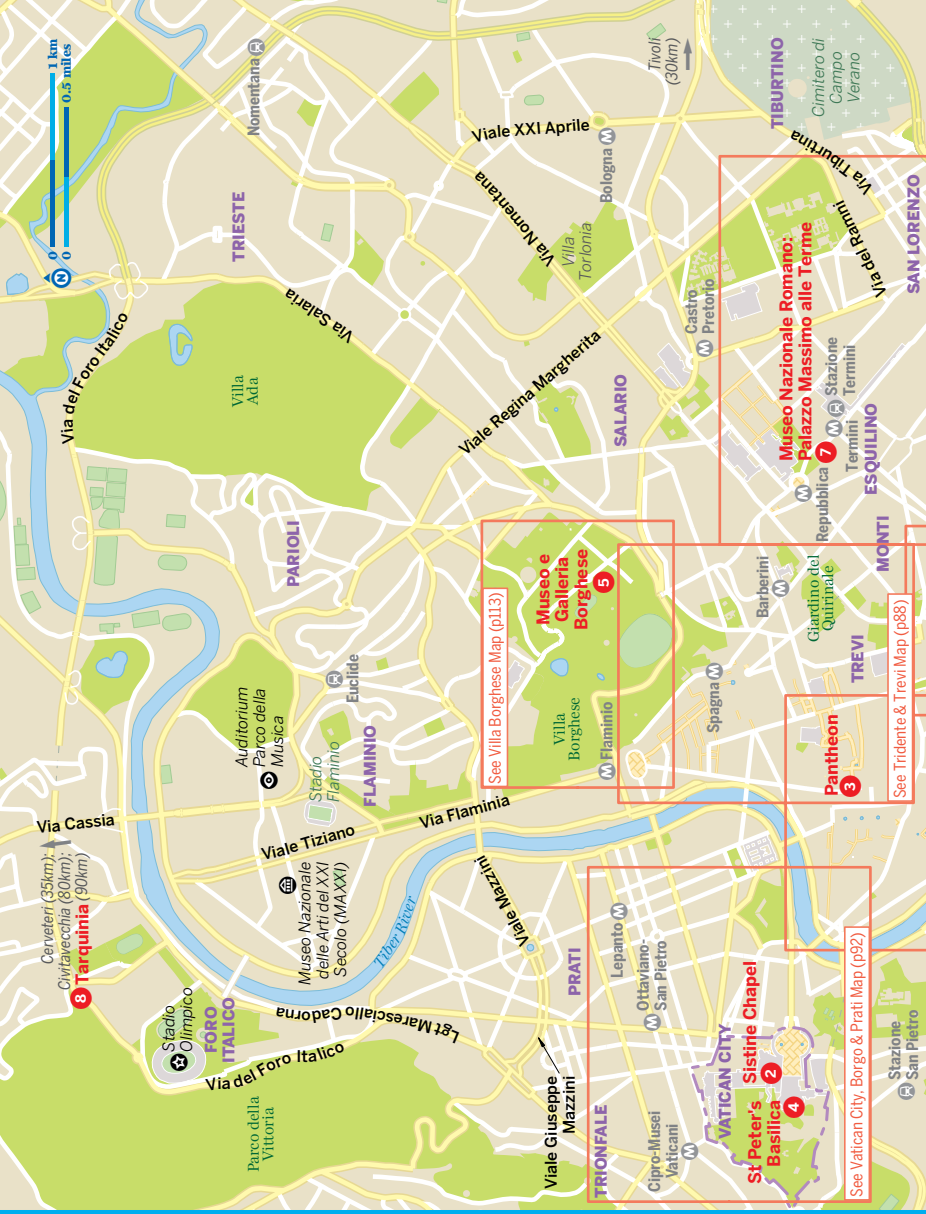 Cerveteri (35km);
Civitavecchia (80km);
8 Tarquinia (90km)
Via Cassia
Via del Foro Italico
N
0 1 km
0 0.5 miles
Nomentana
TRIESTE
Villa
Ada
Via Salaria
Viale XXI Aprile
Tivoli
(30km)
TIBURTINO
Cimitero di
Campo
Verano
Via Nomentana
Villa
Torlonia
Bologna M
Via Tiburtina
Via dei Ramni
SAN LORENZO
Stadio
Olimpico
FORO
ITALICO
Via del Foro Italico
Parco della
Vittoria
Lgt Maresciallo Cadorna
Museo Nazionale
delle Arti del XXI
Secolo (MAXXI)
Viale Tiziano
Auditorium
Parco della
Musica
Stadio
Flaminio
FLAMINIO
Euclide
PARIOLI
Tiber River
Via Flaminia
Viale Mazzini
Viale Giuseppe
Mazzini
Viale Regina Margherita
SALARIO
Castro
Pretorio
M
See Villa Borghese Map (p113)
Museo e
Galleria
Borghese
5
Villa
Borghese
M Flaminio
TRIONFALE
PRATI
Lepanto M
Ottaviano-
M San Pietro
Cipro-Musei
Vaticani
M
VATICAN CITY
St Peter's
Basilica
4
Sistine Chapel
2
See Vatican City, Borgo & Prati Map (p92)
Stazione
San Pietro
Spagna M
Barberini
M
Giardino del
Quirinale
TREVI
Pantheon
3
See Tridente & Trevi Map (p88)
Museo Nazionale Romano:
Palazzo Massimo alle Terme
7
M
Repubblica
Termini
M
Stazione
Termini
ESQUILINO
MONTI